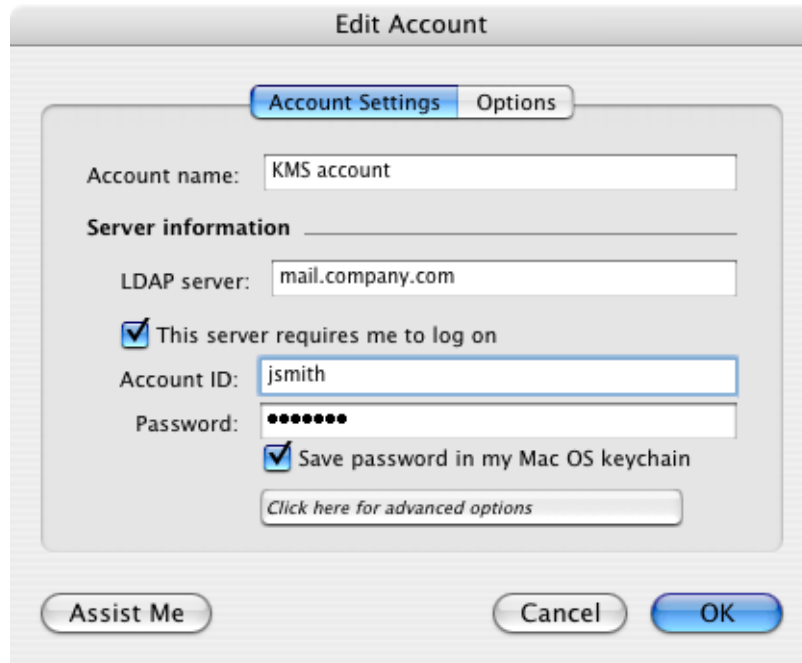 Edit Account
Account Settings Options
Account name: KMS account
Server information
LDAP server: mail.company.com
This server requires me to log on
Account ID: jsmith
Password: •••••••
Save password in my Mac OS keychain
Click here for advanced options
Assist Me Cancel OK